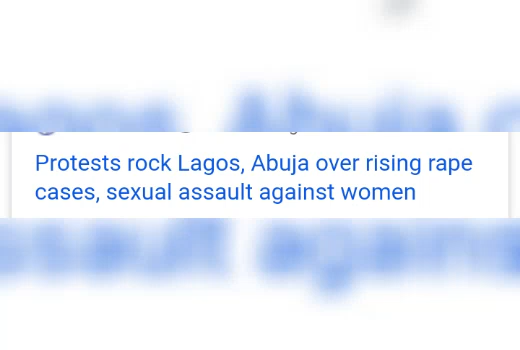 Protests rock Lagos, Abuja over rising rape
cases, sexual assault against women